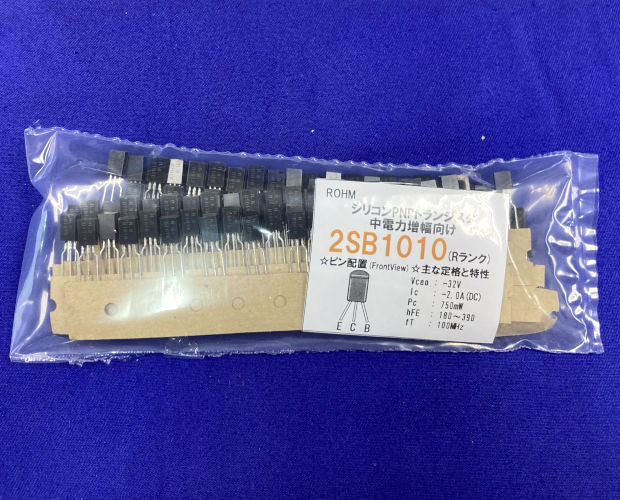 ROHM
シリコンPNPトランジスタ
中電力増幅向け
2SB1010(Rランク)
☆ピン配置(FrontView) ☆主な定格と特性
Vceo : -32V
Ic : -2.0A(DC)
Pc : 750mW
hFE : 180～390
fT : 100MHz
E C B